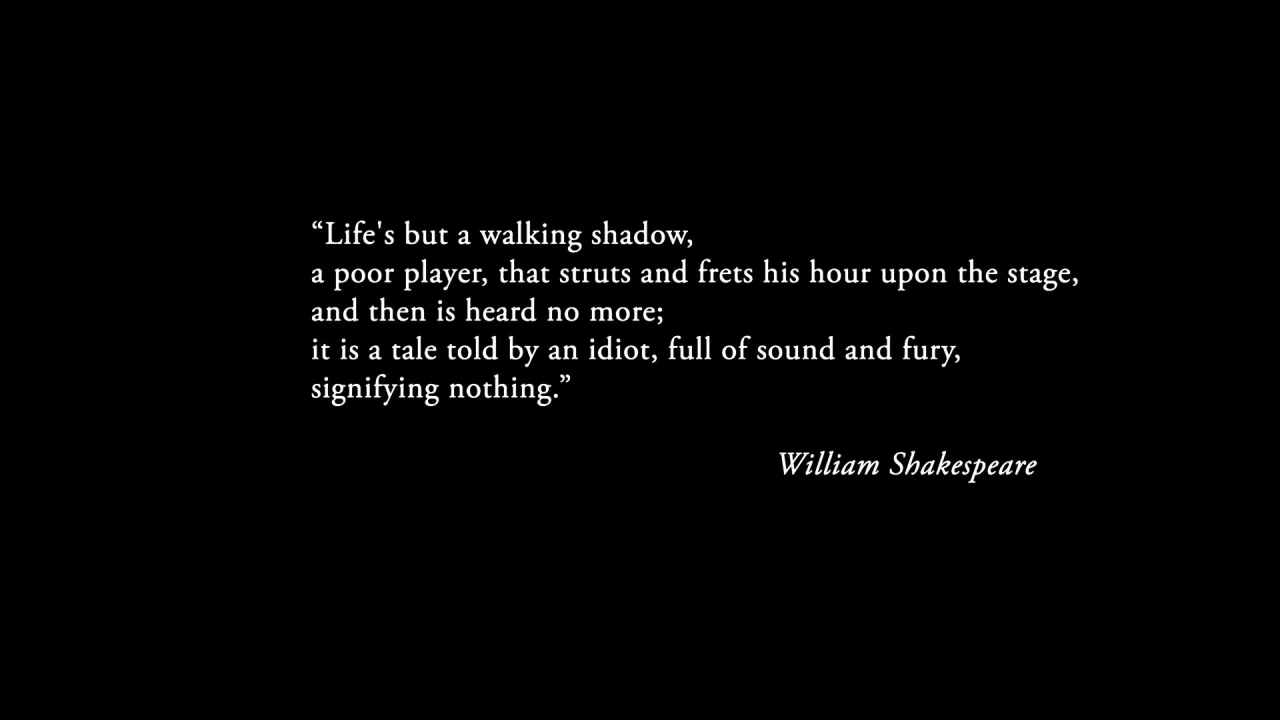 “Life's but a walking shadow,
a poor player, that struts and frets his hour upon the stage,
and then is heard no more;
it is a tale told by an idiot, full of sound and fury,
signifying nothing.”
William Shakespeare